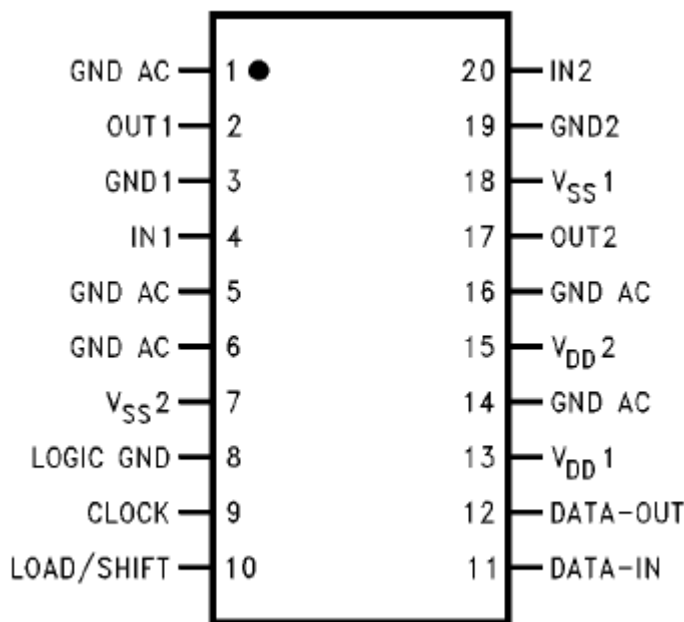 GND AC 1 20 IN2
OUT1 2 19 GND2
GND1 3 18 VSS1
IN1 4 17 OUT2
GND AC 5 16 GND AC
GND AC 6 15 VDD2
VSS2 7 14 GND AC
LOGIC GND 8 13 VDD1
CLOCK 9 12 DATA-OUT
LOAD/SHIFT 10 11 DATA-IN